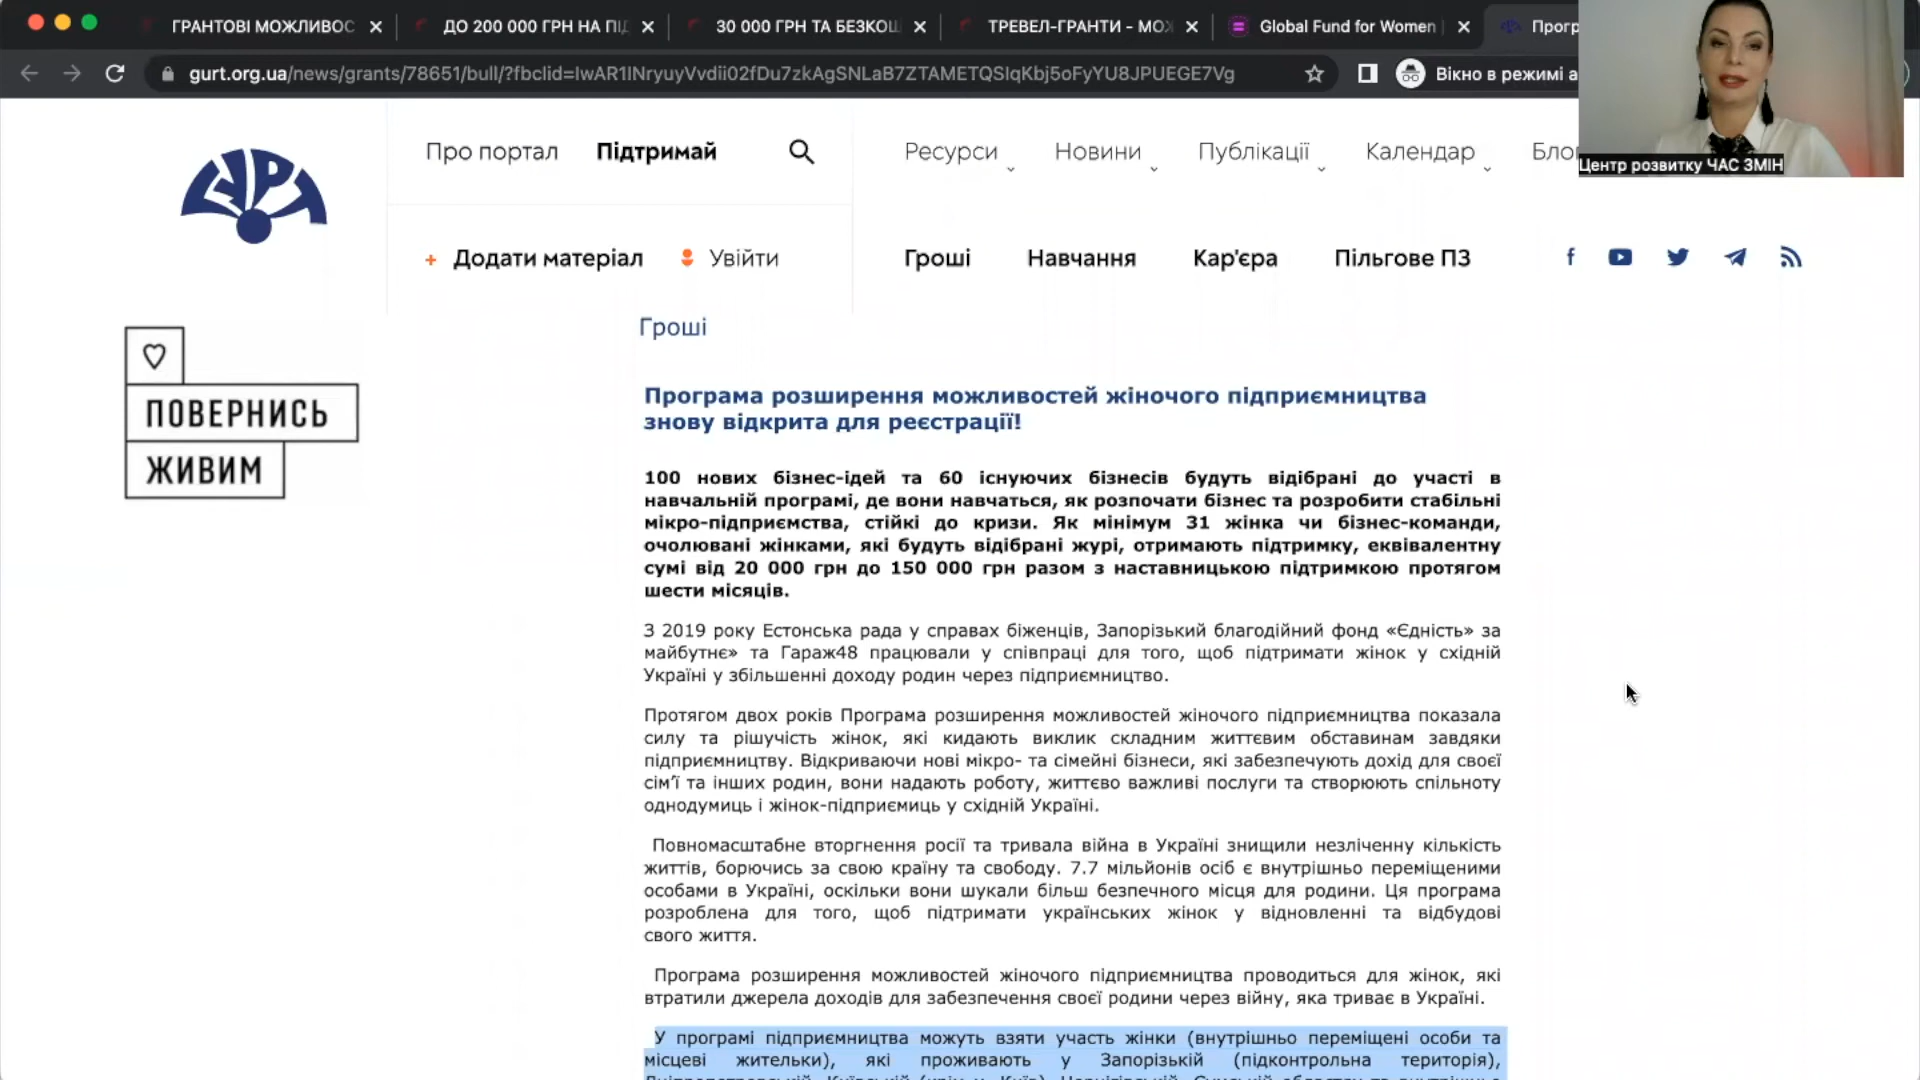 ГРАНТОВІ МОЖЛИВОС
ДО 200 000 ГРН НА ПІД
30 000 ГРН ТА БЕЗКОШ
ТРЕВЕЛ-ГРАНТИ - МОЖ
Global Fund for Women
Прогр
gurt.org.ua/news/grants/78651/bull/?fbclid=IwAR1INryuyVvdii02fDu7zkAgSNLaB7ZTAMETQSIqKbj5oFyYU8JPUEGE7Vg
Вікно в режимі а
Центр розвитку ЧАС ЗМІН
ГУРТ
Про портал
Підтримай
Ресурси
Новини
Публікації
Календар
Бло
+ Додати матеріал
Увійти
Гроші
Навчання
Кар'єра
Пільгове ПЗ
ПОВЕРНИСЬ
ЖИВИМ
Гроші
Програма розширення можливостей жіночого підприємництва
знову відкрита для реєстрації!
100 нових бізнес-ідей та 60 існуючих бізнесів будуть відібрані до участі в
навчальній програмі, де вони навчаться, як розпочати бізнес та розробити стабільні
мікро-підприємства, стійкі до кризи. Як мінімум 31 жінка чи бізнес-команди,
очолювані жінками, які будуть відібрані журі, отримають підтримку, еквівалентну
сумі від 20 000 грн до 150 000 грн разом з наставницькою підтримкою протягом
шести місяців.
З 2019 року Естонська рада у справах біженців, Запорізький благодійний фонд «Єдність» за
майбутнє» та Гараж48 працювали у співпраці для того, щоб підтримати жінок у східній
Україні у збільшенні доходу родин через підприємництво.
Протягом двох років Програма розширення можливостей жіночого підприємництва показала
силу та рішучість жінок, які кидають виклик складним життєвим обставинам завдяки
підприємництву. Відкриваючи нові мікро- та сімейні бізнеси, які забезпечують дохід для своєї
сім'ї та інших родин, вони надають роботу, життєво важливі послуги та створюють спільноту
однодумиць і жінок-підприємиць у східній Україні.
Повномасштабне вторгнення росії та тривала війна в Україні знищили незліченну кількість
життів, борючись за свою країну та свободу. 7.7 мільйонів осіб є внутрішньо переміщеними
особами в Україні, оскільки вони шукали більш безпечного місця для родини. Ця програма
розроблена для того, щоб підтримати українських жінок у відновленні та відбудові
свого життя.
Програма розширення можливостей жіночого підприємництва проводиться для жінок, які
втратили джерела доходів для забезпечення своєї родини через війну, яка триває в Україні.
У програмі підприємництва можуть взяти участь жінки (внутрішньо переміщені особи та
місцеві жительки), які проживають у Запорізькій (підконтрольна територія),